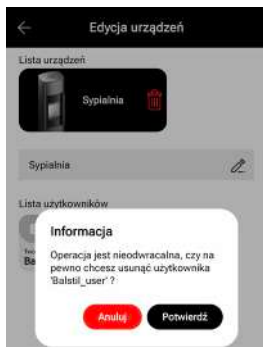 Edycja urządzeń
Lista urządzeń
Sypialnia
Sypialnia
Lista użytkowników
Informacja
Operacja jest nieodwracalna, czy na
pewno chcesz usunąć użytkownika
'Balstil_user' ?
Anuluj
Potwierdź